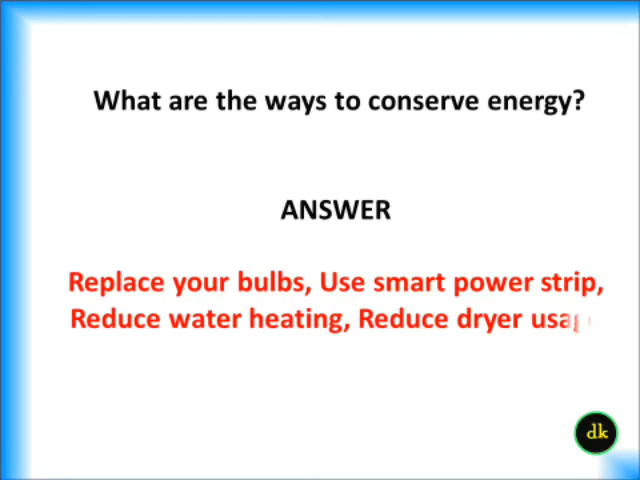 What are the ways to conserve energy?
ANSWER
Replace your bulbs, Use smart power strip,
Reduce water heating, Reduce dryer
dk